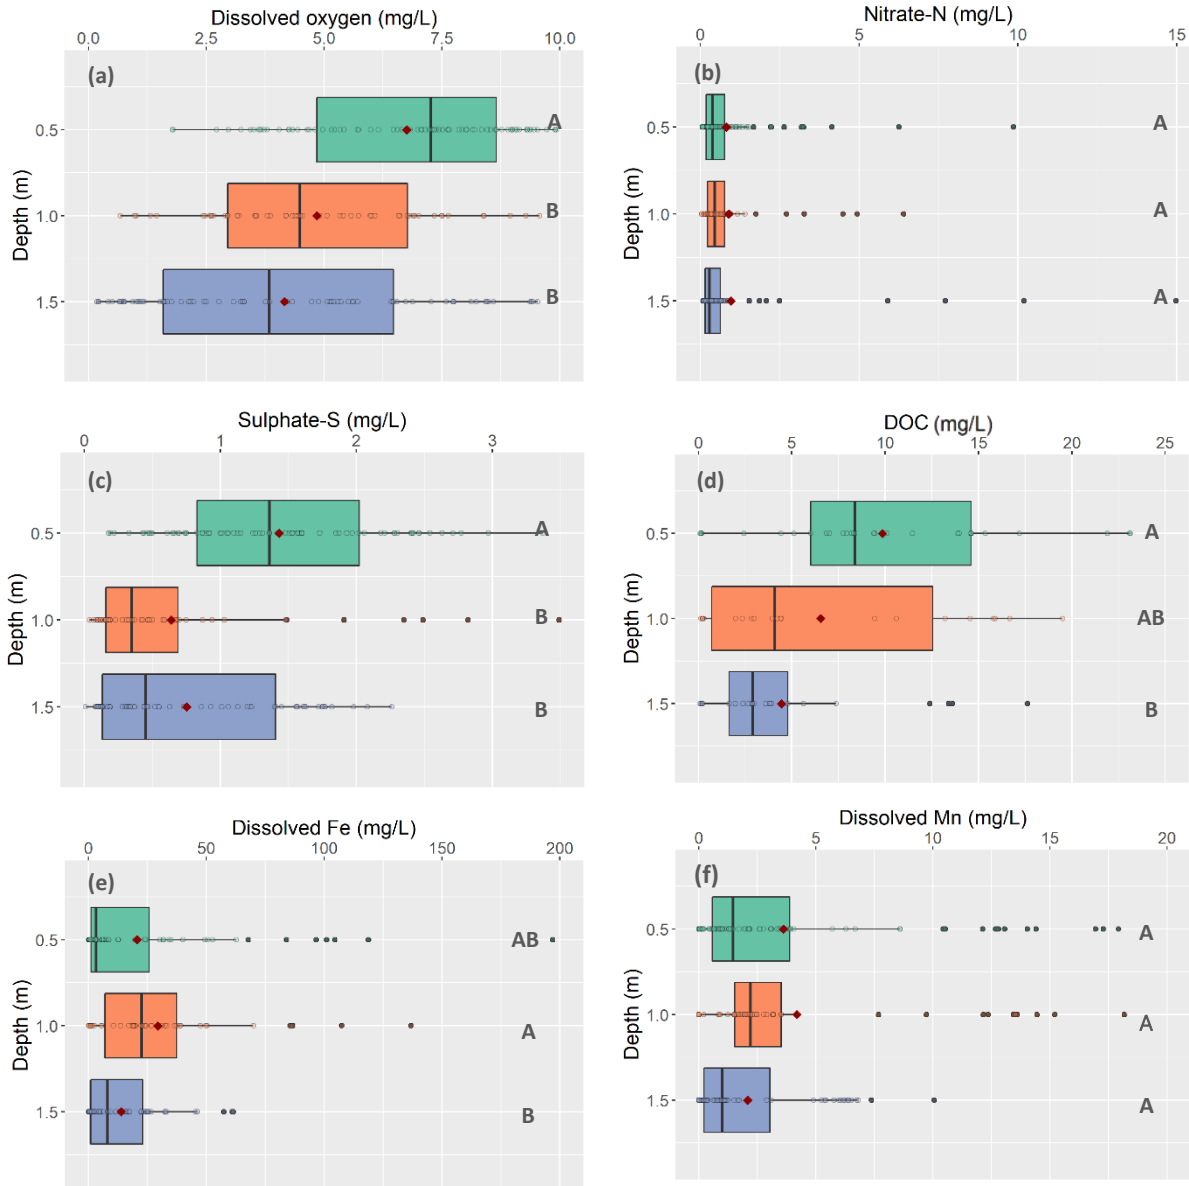 Dissolved oxygen (mg/L)
0.0 2.5 5.0 7.5 10.0
(a)
Depth (m)
0.5 A
1.0 B
1.5 B
Nitrate-N (mg/L)
0 5 10 15
(b)
Depth (m)
0.5 A
1.0 A
1.5 A
Sulphate-S (mg/L)
0 1 2 3
(c)
Depth (m)
0.5 A
1.0 B
1.5 B
DOC (mg/L)
0 5 10 15 20 25
(d)
Depth (m)
0.5 A
1.0 AB
1.5 B
Dissolved Fe (mg/L)
0 50 100 150 200
(e)
Depth (m)
0.5 AB
1.0 A
1.5 B
Dissolved Mn (mg/L)
0 5 10 15 20
(f)
Depth (m)
0.5 A
1.0 A
1.5 A